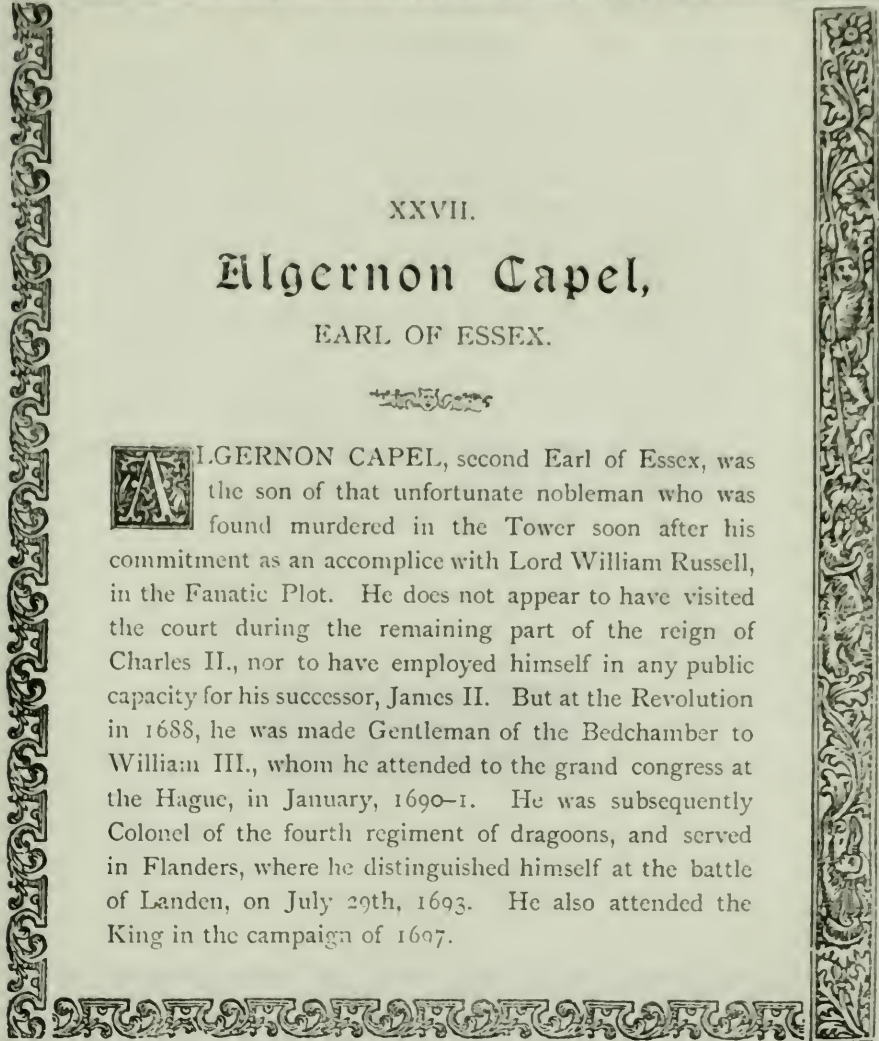 XXVII.
Algernon Capel,
EARL OF ESSEX.
ALGERNON CAPEL, second Earl of Essex, was
the son of that unfortunate nobleman who was
found murdered in the Tower soon after his
commitment as an accomplice with Lord William Russell,
in the Fanatic Plot. He does not appear to have visited
the court during the remaining part of the reign of
Charles II., nor to have employed himself in any public
capacity for his successor, James II. But at the Revolution
in 1688, he was made Gentleman of the Bedchamber to
William III., whom he attended to the grand congress at
the Hague, in January, 1690–1. He was subsequently
Colonel of the fourth regiment of dragoons, and served
in Flanders, where he distinguished himself at the battle
of Landen, on July 29th, 1693. He also attended the
King in the campaign of 1697.